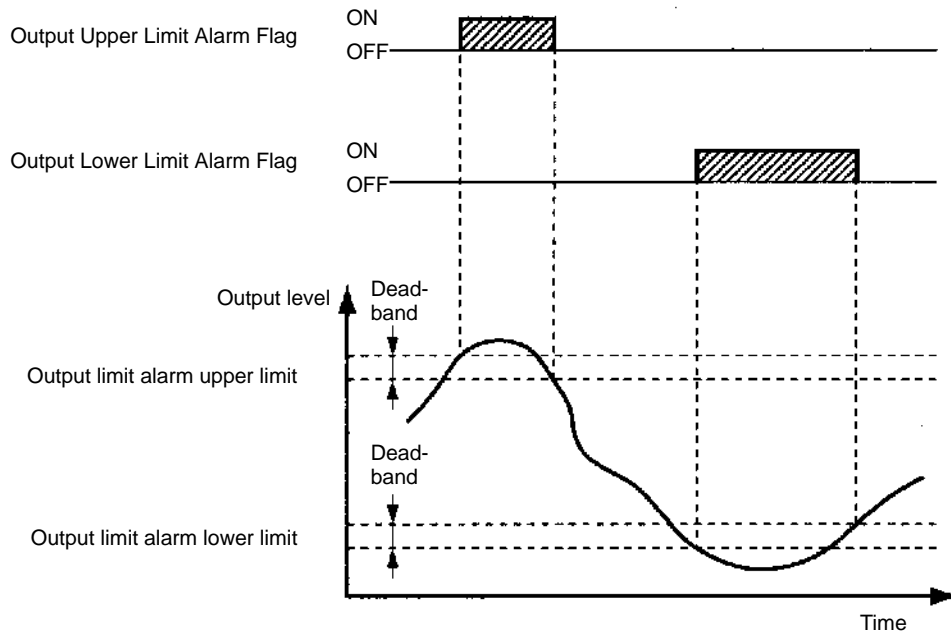 Output Upper Limit Alarm Flag
ON
OFF
Output Lower Limit Alarm Flag
ON
OFF
Output level
Dead-
band
Output limit alarm upper limit
Dead-
band
Output limit alarm lower limit
Time